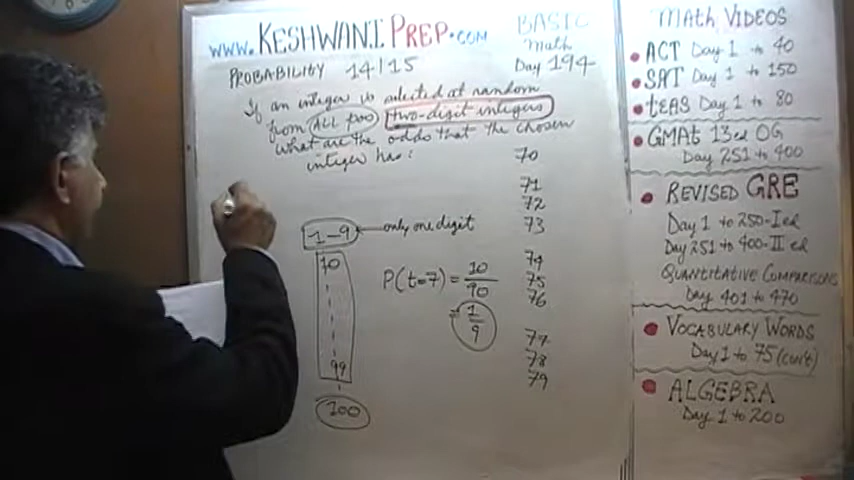 www.KESHWANIPREP.COM
BASIC
Math
Day 194
PROBABILITY 14/15
If an integer is selected at random
from ALL pos two-digit integers
what are the odds that the chosen
integer has:
70
71
72
73
74
75
76
77
78
79
1-9 only one digit
10
99
100
P(t=7) = 10/90
= 1/9
Math VIDEOS
ACT Day 1 to 40
SAT Day 1 to 150
tEAS Day 1 to 80
GMAt 13ed OG
Day 251 to 400
REVISED GRE
Day 1 to 250-I ed
Day 251 to 400-II ed
QUANTITATIVE COMPARISONS
Day 401 to 470
VOCABULARY WORDS
Day 1 to 75 (con't)
ALGEBRA
Day 1 to 200